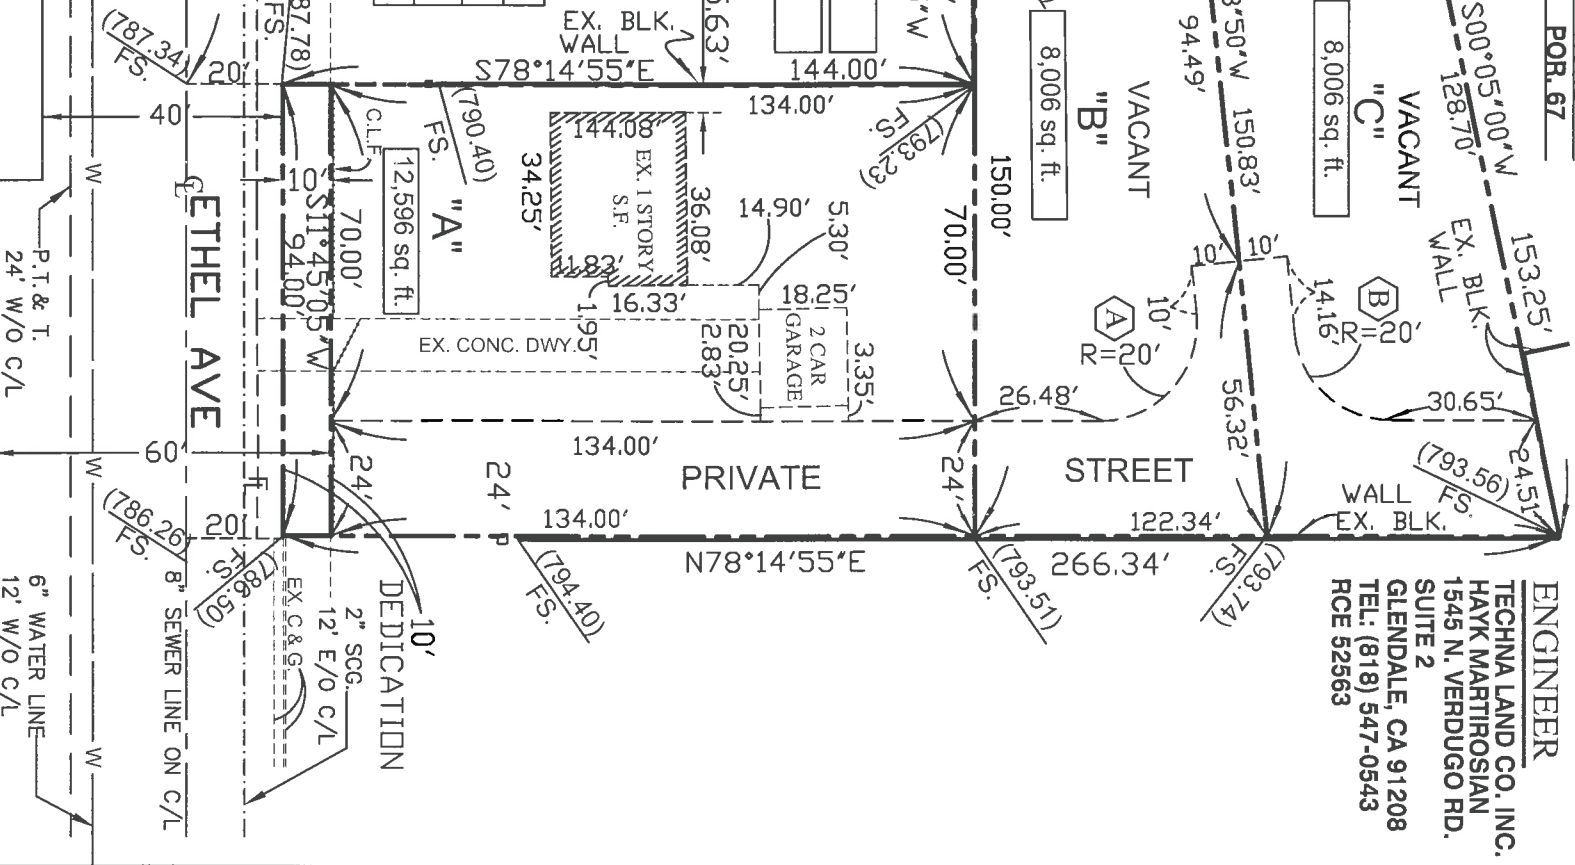 (787.34)
FS.
20'
FS.
87.78)
EX. BLK.
WALL
.63'
"W
S78°14'55"E
144.00'
134.00'
40'
C.L.F
(790.40)
FS.
(793.23)
FS.
144.08'
34.25'
EX. 1 STORY
S.F.
36.08'
14.90'
5.30'
11.83'
16.33'
1.95'
18.25'
2 CAR
GARAGE
3.35'
20.25'
2.83'
EX. CONC. DWY.
"A"
12,596 sq. ft.
10'
S11°45'05"W
94.00'
70.00'
70.00'
150.00'
VACANT
"B"
8,006 sq. ft.
'50"W
94.49'
150.83'
VACANT
"C"
8,006 sq. ft.
S00°05'00"W
128.70'
POR. 67
153.25'
EX. BLK.
WALL
10'
10'
A
10'
R=20'
B
14.16'
R=20'
26.48'
30.65'
56.32'
24.51'
CL
ETHEL AVE
P.T.& T.
24' W/O C/L
W
W
W
60'
134.00'
24'
24'
24'
PRIVATE
STREET
(793.56)
FS.
WALL
EX. BLK.
134.00'
122.34'
P
N78°14'55"E
266.34'
(786.26)
FS.
20'
(786.50)
FS.
(794.40)
FS.
(793.51)
FS.
(793.74)
FS.
10'
DEDICATION
2" SCG.
12' E/O C/L
EX C & G.
8" SEWER LINE ON C/L
6" WATER LINE
12' W/O C/L
ENGINEER
TECHNA LAND CO. INC.
HAYK MARTIROSIAN
1545 N. VERDUGO RD.
SUITE 2
GLENDALE, CA 91208
TEL: (818) 547-0543
RCE 52563